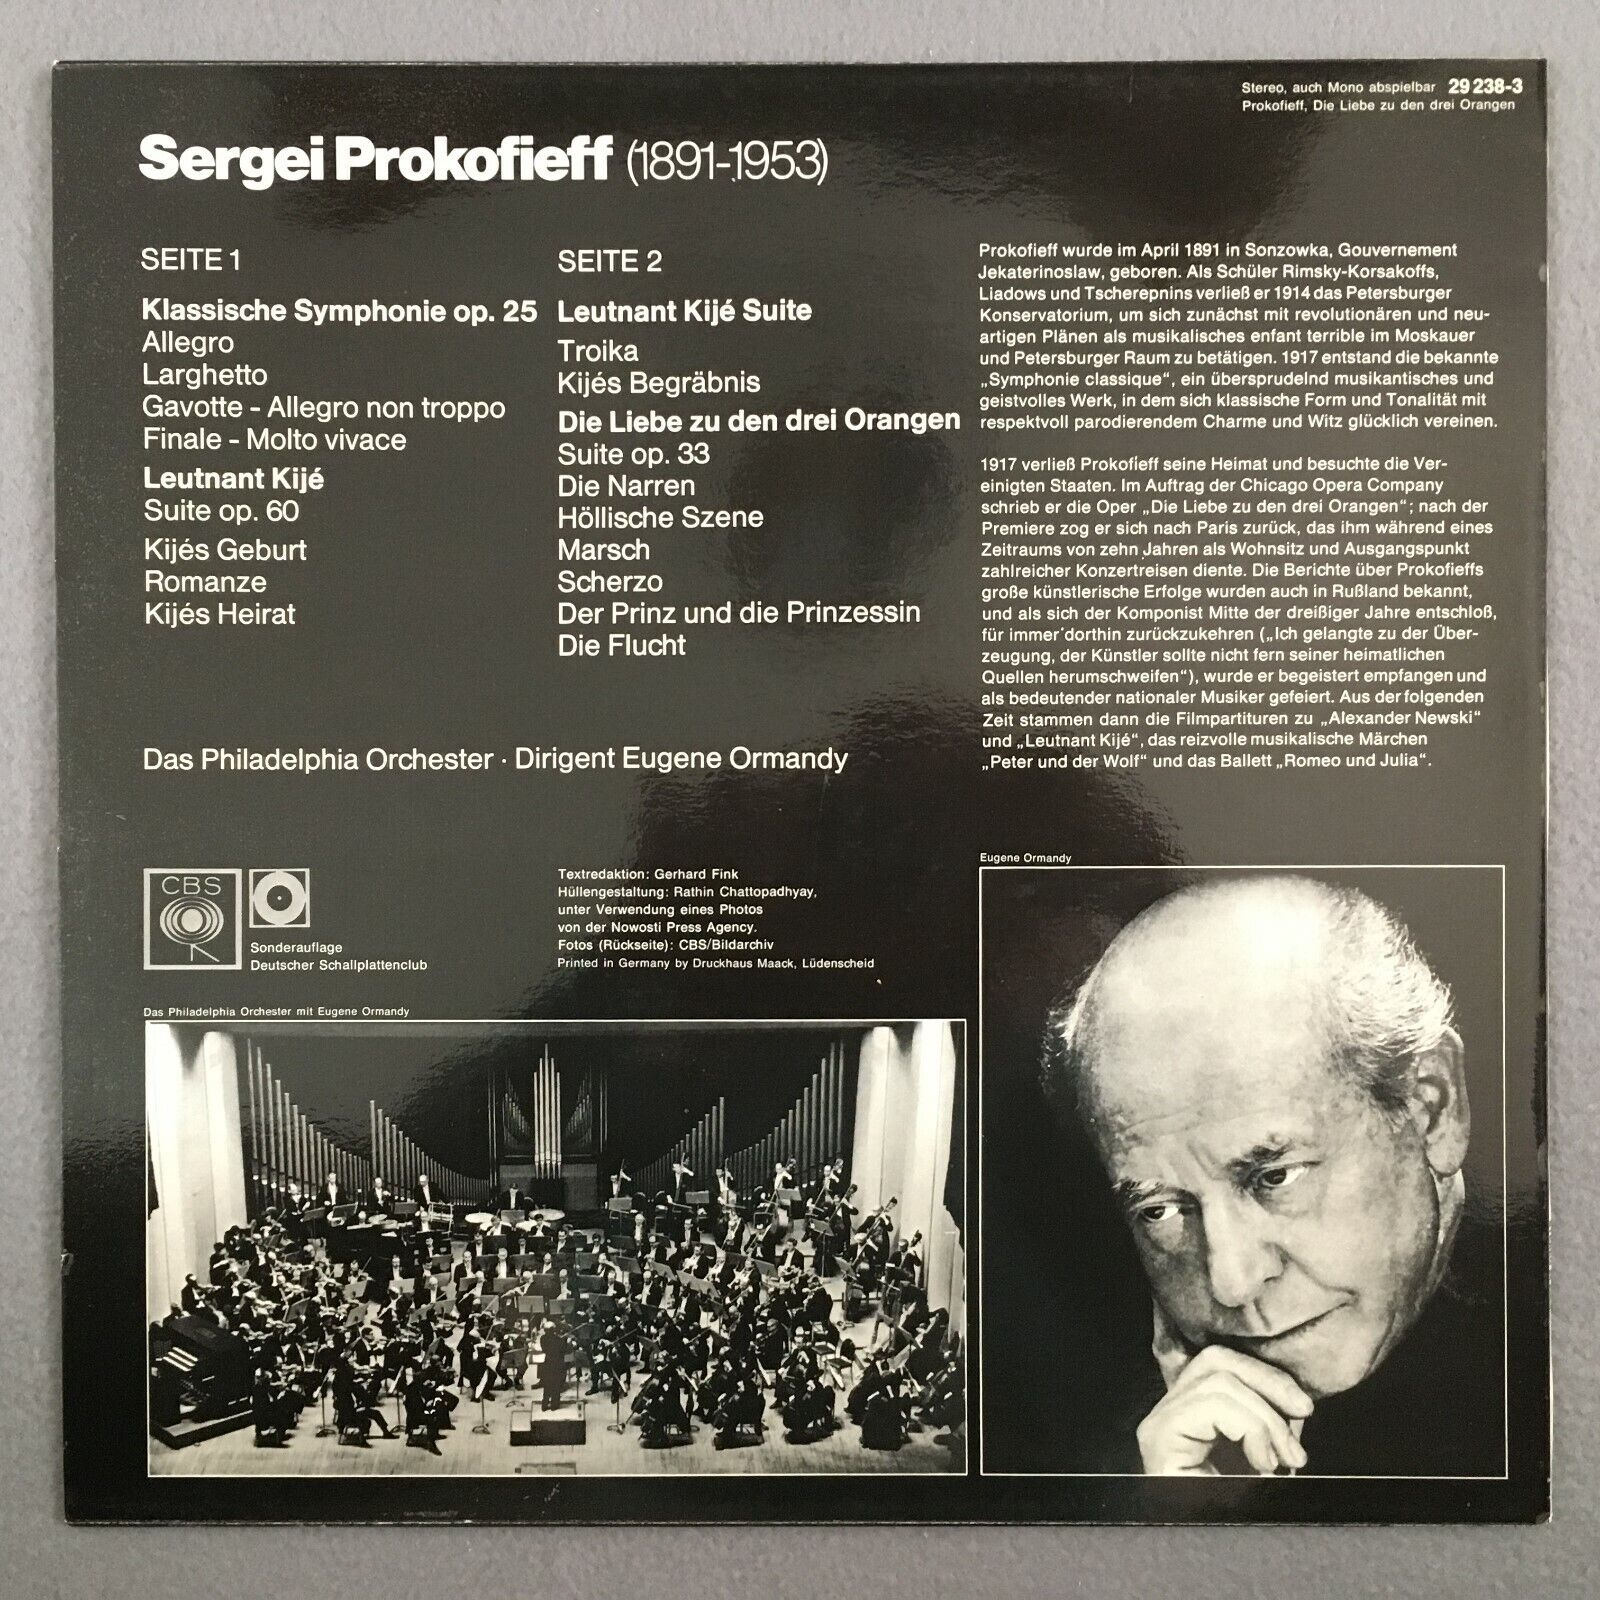 Stereo, auch Mono abspielbar 29 238-3
Prokofieff, Die Liebe zu den drei Orangen
Sergei Prokofieff (1891-1953)
SEITE 1
Klassische Symphonie op. 25
Allegro
Larghetto
Gavotte - Allegro non troppo
Finale - Molto vivace
Leutnant Kijé
Suite op. 60
Kijés Geburt
Romanze
Kijés Heirat
SEITE 2
Leutnant Kijé Suite
Troika
Kijés Begräbnis
Die Liebe zu den drei Orangen
Suite op. 33
Die Narren
Höllische Szene
Marsch
Scherzo
Der Prinz und die Prinzessin
Die Flucht
Das Philadelphia Orchester · Dirigent Eugene Ormandy
Prokofieff wurde im April 1891 in Sonzowka, Gouvernement
Jekaterinoslaw, geboren. Als Schüler Rimsky-Korsakoffs,
Liadows und Tscherepnins verließ er 1914 das Petersburger
Konservatorium, um sich zunächst mit revolutionären und neu-
artigen Plänen als musikalisches enfant terrible im Moskauer
und Petersburger Raum zu betätigen. 1917 entstand die bekannte
„Symphonie classique“, ein übersprudelnd musikantisches und
geistvolles Werk, in dem sich klassische Form und Tonalität mit
respektvoll parodierendem Charme und Witz glücklich vereinen.
1917 verließ Prokofieff seine Heimat und besuchte die Ver-
einigten Staaten. Im Auftrag der Chicago Opera Company
schrieb er die Oper „Die Liebe zu den drei Orangen“; nach der
Premiere zog er sich nach Paris zurück, das ihm während eines
Zeitraums von zehn Jahren als Wohnsitz und Ausgangspunkt
zahlreicher Konzertreisen diente. Die Berichte über Prokofieffs
große künstlerische Erfolge wurden auch in Rußland bekannt,
und als sich der Komponist Mitte der dreißiger Jahre entschloß,
für immer dorthin zurückzukehren („Ich gelangte zu der Über-
zeugung, der Künstler sollte nicht fern seiner heimatlichen
Quellen herumschweifen“), wurde er begeistert empfangen und
als bedeutender nationaler Musiker gefeiert. Aus der folgenden
Zeit stammen dann die Filmpartituren zu „Alexander Newski“
und „Leutnant Kijé“, das reizvolle musikalische Märchen
„Peter und der Wolf“ und das Ballett „Romeo und Julia“.
CBS
Sonderauflage
Deutscher Schallplattenclub
Textredaktion: Gerhard Fink
Hüllengestaltung: Rathin Chattopadhyay,
unter Verwendung eines Photos
von der Nowosti Press Agency.
Fotos (Rückseite): CBS/Bildarchiv
Printed in Germany by Druckhaus Maack, Lüdenscheid
Eugene Ormandy
Das Philadelphia Orchester mit Eugene Ormandy